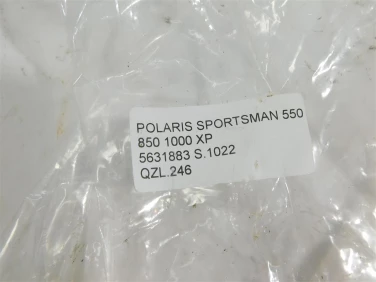 POLARIS SPORTSMAN 550
850 1000 XP
5631883 S.1022
QZL.246